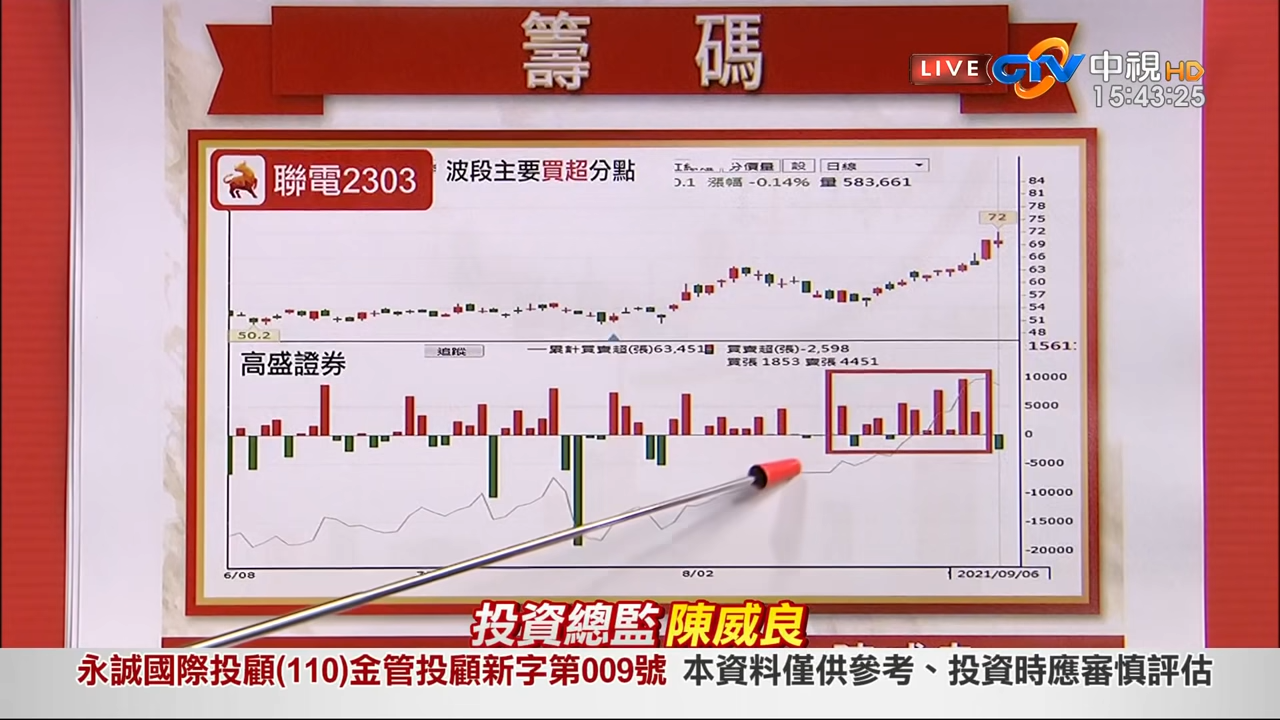 籌碼
LIVE CTV 中視HD
15:43:25
聯電2303
波段主要買超分點
分價量 設 日線
漲幅 -0.14% 量 583,661
84
81
78
75
72
69
66
63
60
57
54
51
48
72
50.2
高盛證券
追蹤
累計買賣超(張)63,451
買賣超(張)-2,598
買張 1853 賣張 4451
10000
5000
0
-5000
-10000
-15000
-20000
6/08
8/02
2021/09/06
投資總監 陳威良
永誠國際投顧(110)金管投顧新字第009號 本資料僅供參考、投資時應審慎評估